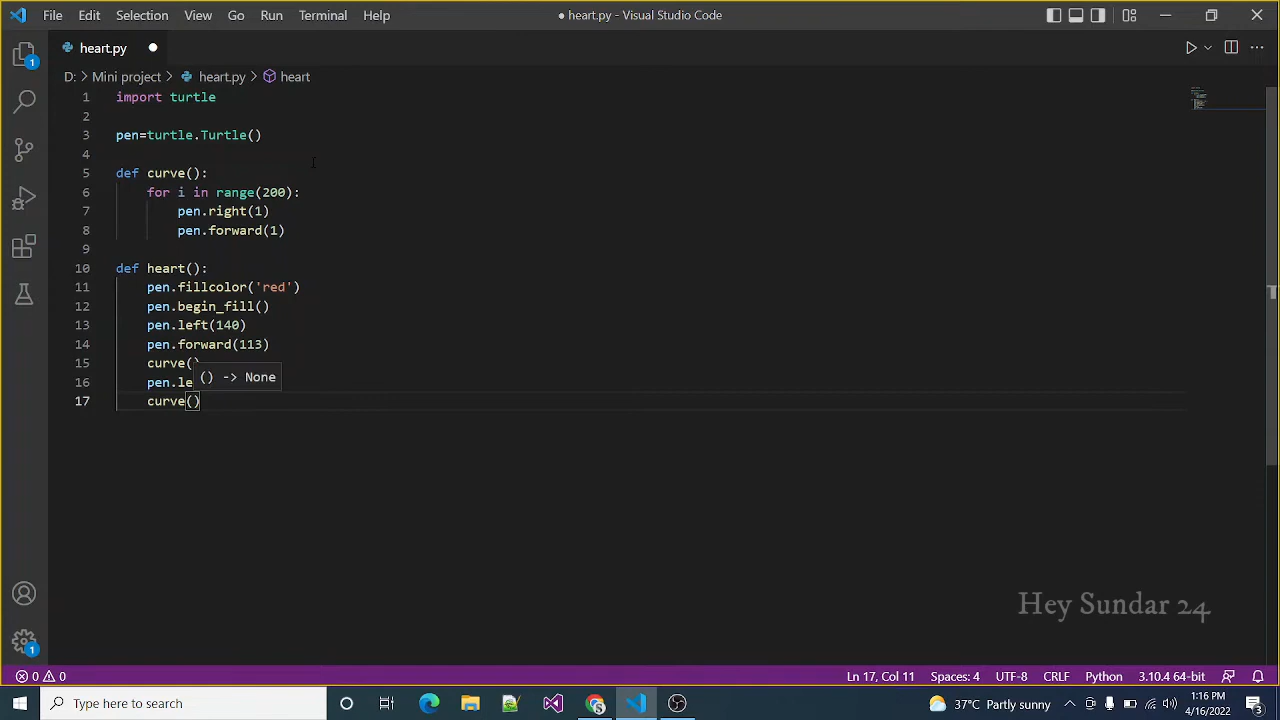 File Edit Selection View Go Run Terminal Help ● heart.py - Visual Studio Code
heart.py
1
D: > Mini project > heart.py > heart
1 import turtle
2
3 pen=turtle.Turtle()
4
5 def curve():
6 for i in range(200):
7 pen.right(1)
8 pen.forward(1)
9
10 def heart():
11 pen.fillcolor('red')
12 pen.begin_fill()
13 pen.left(140)
14 pen.forward(113)
15 curve()
() -> None
16 pen.le
17 curve()
Hey Sundar 24
1
0 0 Ln 17, Col 11 Spaces: 4 UTF-8 CRLF Python 3.10.4 64-bit
Type here to search 37°C Partly sunny 1:16 PM
4/16/2022 3